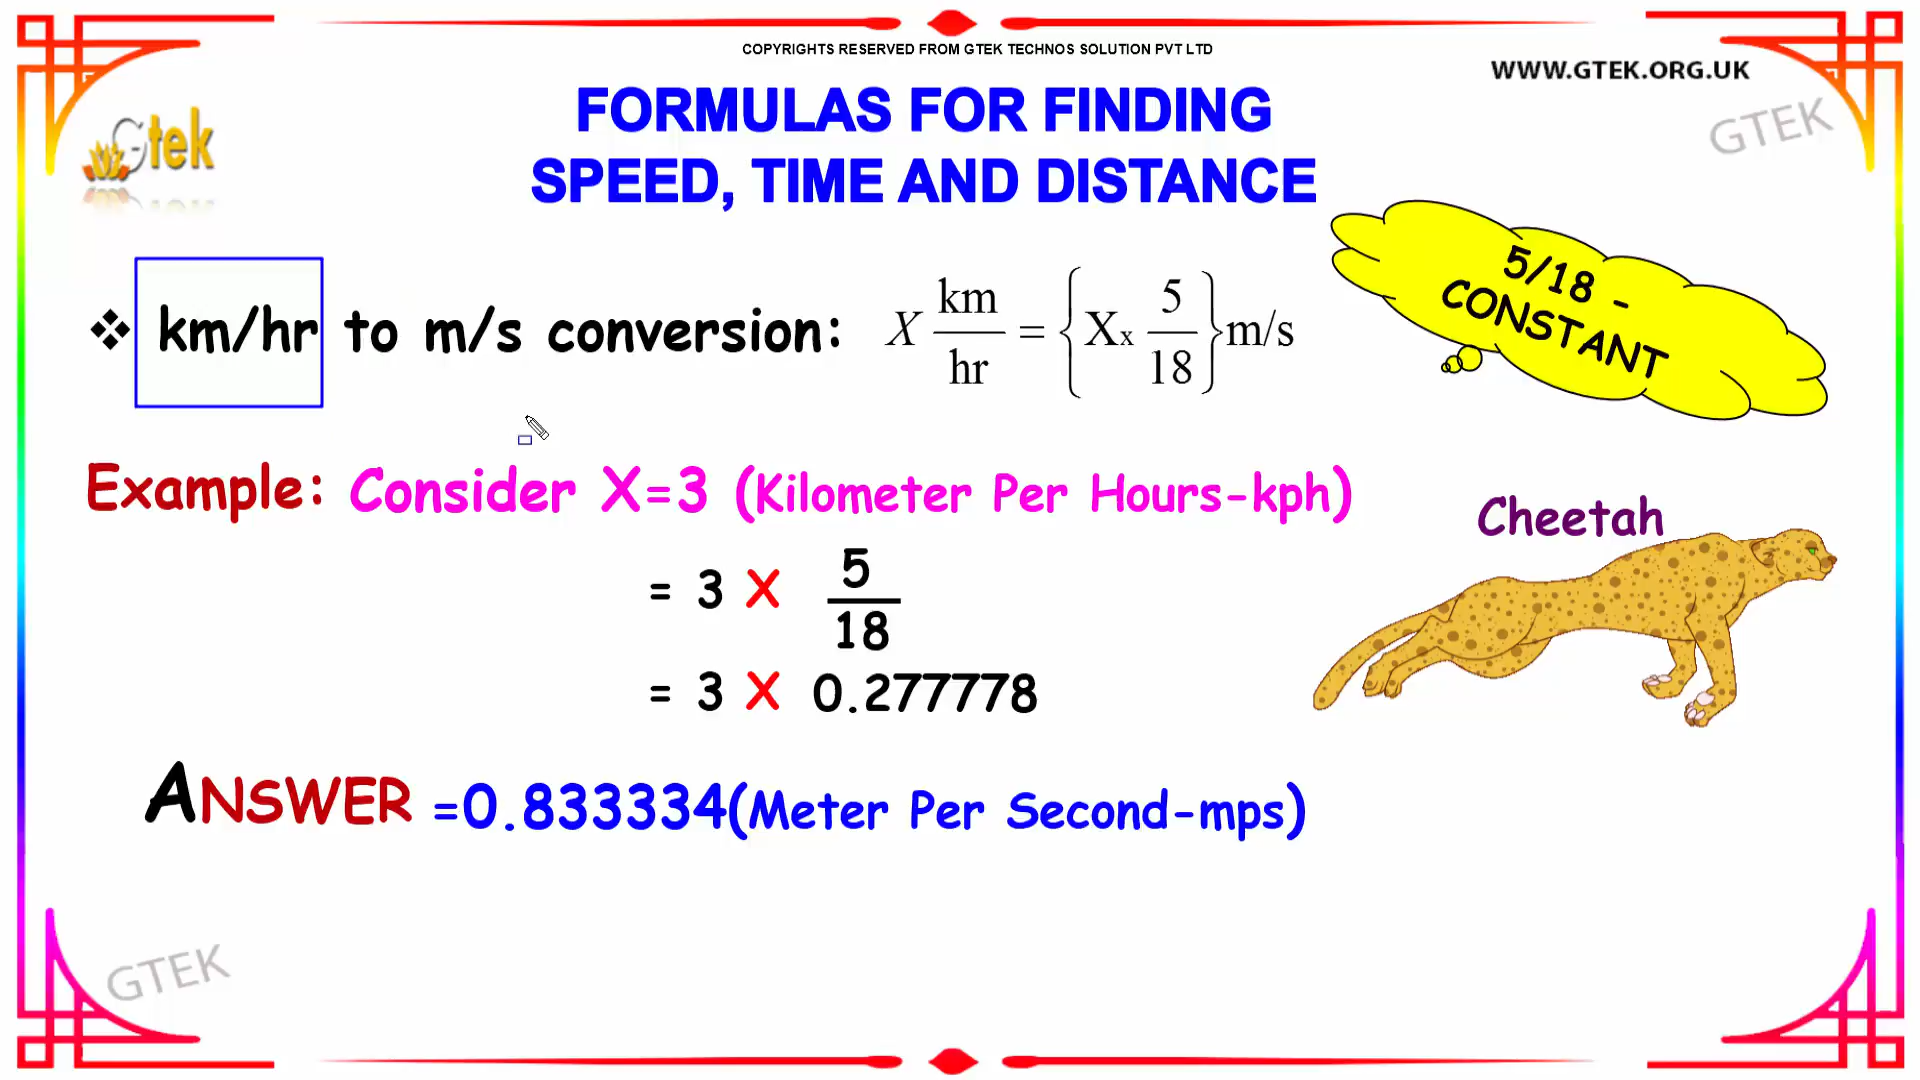 COPYRIGHTS RESERVED FROM GTEK TECHNOS SOLUTION PVT LTD
WWW.GTEK.ORG.UK
Gtek
GTEK
FORMULAS FOR FINDING
SPEED, TIME AND DISTANCE
5/18 -
CONSTANT
❖ km/hr to m/s conversion: X km/hr = {X x 5/18} m/s
Example: Consider X=3 (Kilometer Per Hours-kph)
Cheetah
= 3 X 5/18
= 3 X 0.277778
ANSWER =0.833334(Meter Per Second-mps)
GTEK